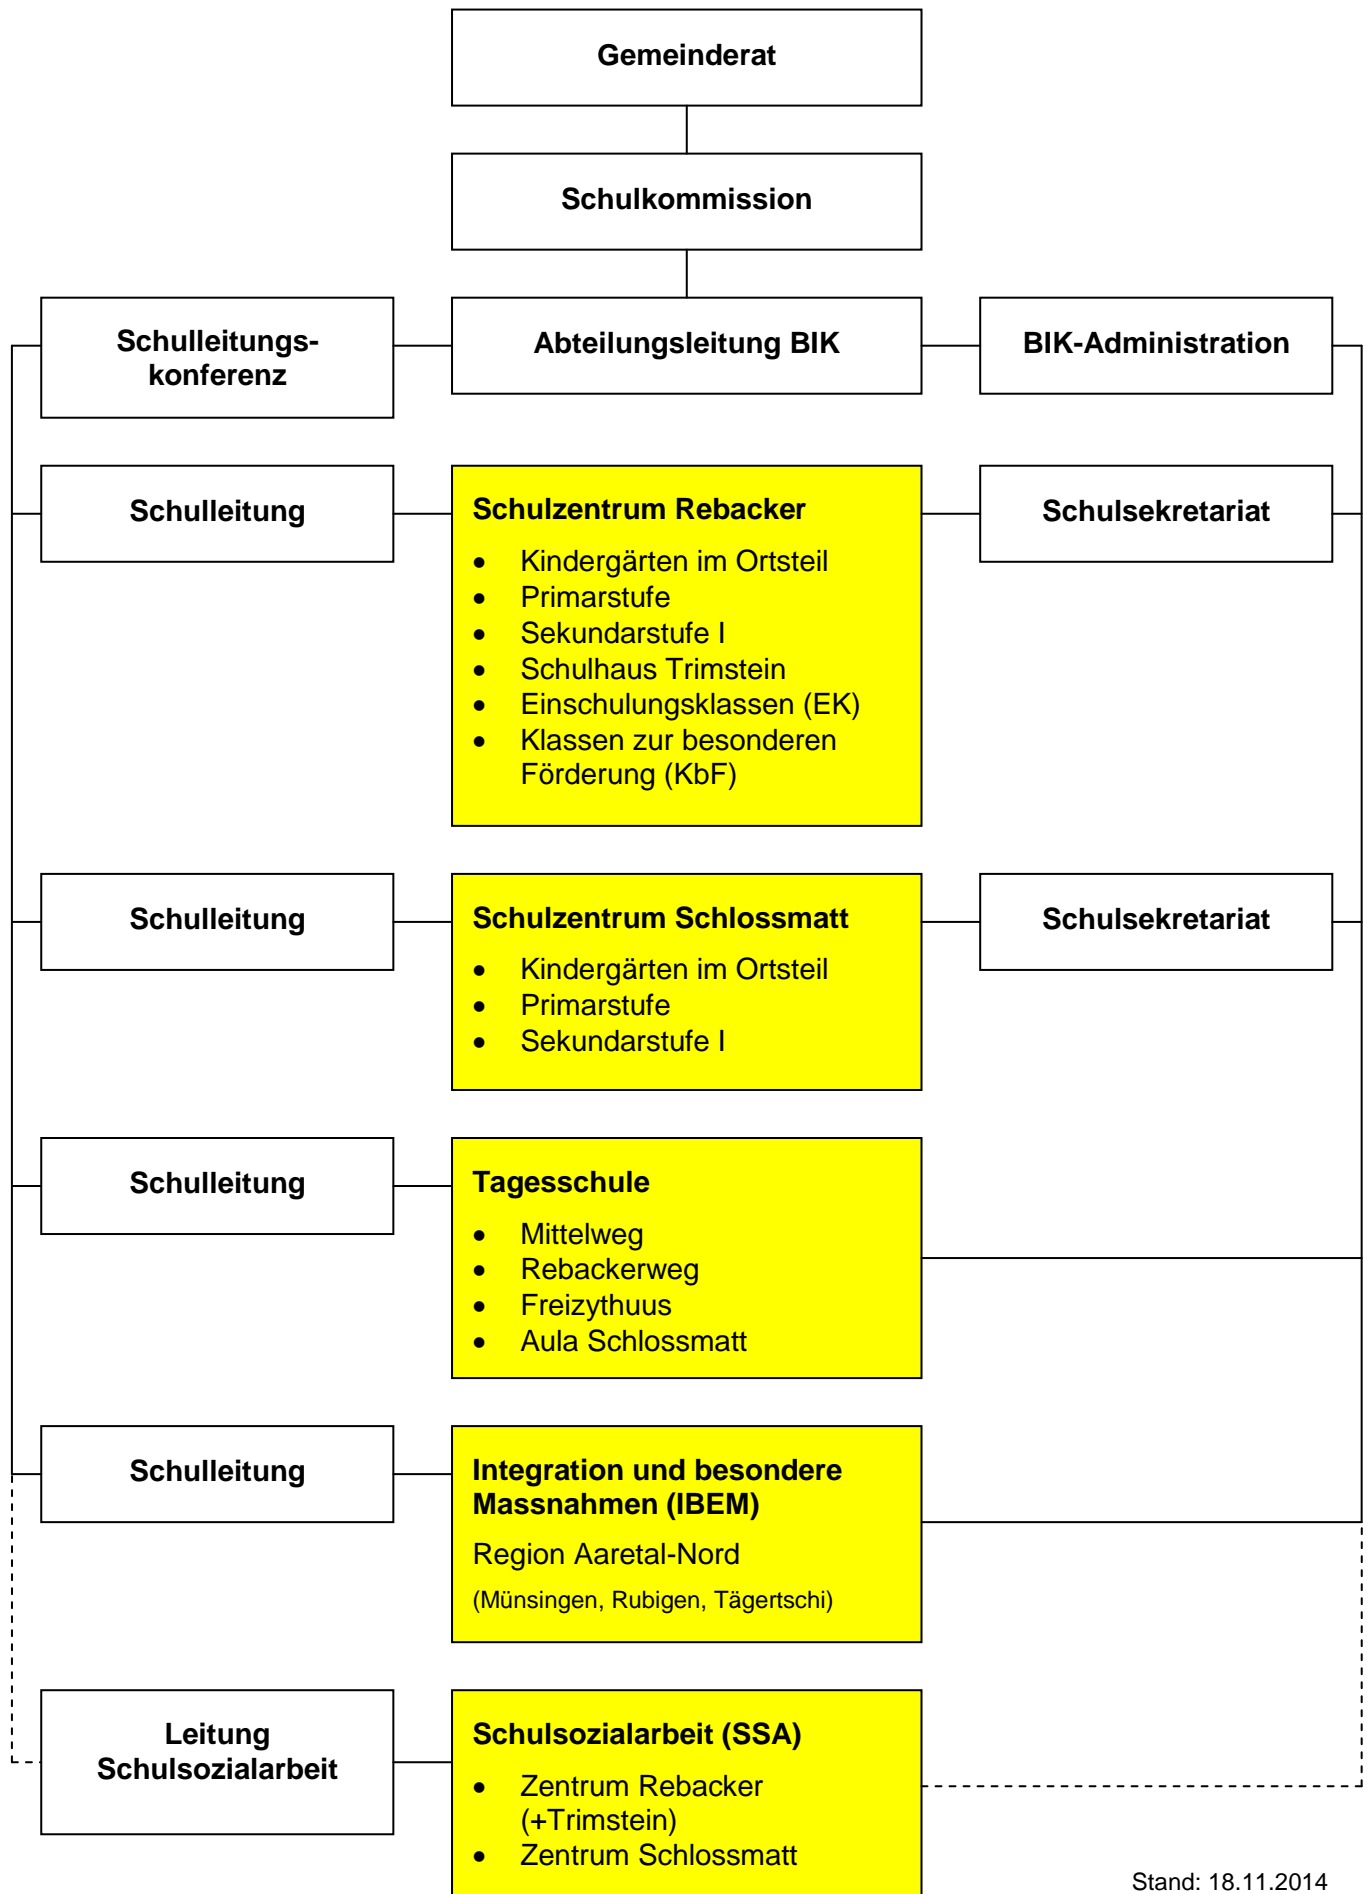 Gemeinderat
Schulkommission
Schulleitungs-
konferenz
Abteilungsleitung BIK
BIK-Administration
Schulleitung
Schulzentrum Rebacker
• Kindergärten im Ortsteil
• Primarstufe
• Sekundarstufe I
• Schulhaus Trimstein
• Einschulungsklassen (EK)
• Klassen zur besonderen
Förderung (KbF)
Schulsekretariat
Schulleitung
Schulzentrum Schlossmatt
• Kindergärten im Ortsteil
• Primarstufe
• Sekundarstufe I
Schulsekretariat
Schulleitung
Tagesschule
• Mittelweg
• Rebackerweg
• Freizythuus
• Aula Schlossmatt
Schulleitung
Integration und besondere
Massnahmen (IBEM)
Region Aaretal-Nord
(Münsingen, Rubigen, Tägertschi)
Leitung
Schulsozialarbeit
Schulsozialarbeit (SSA)
• Zentrum Rebacker
(+Trimstein)
• Zentrum Schlossmatt
Stand: 18.11.2014